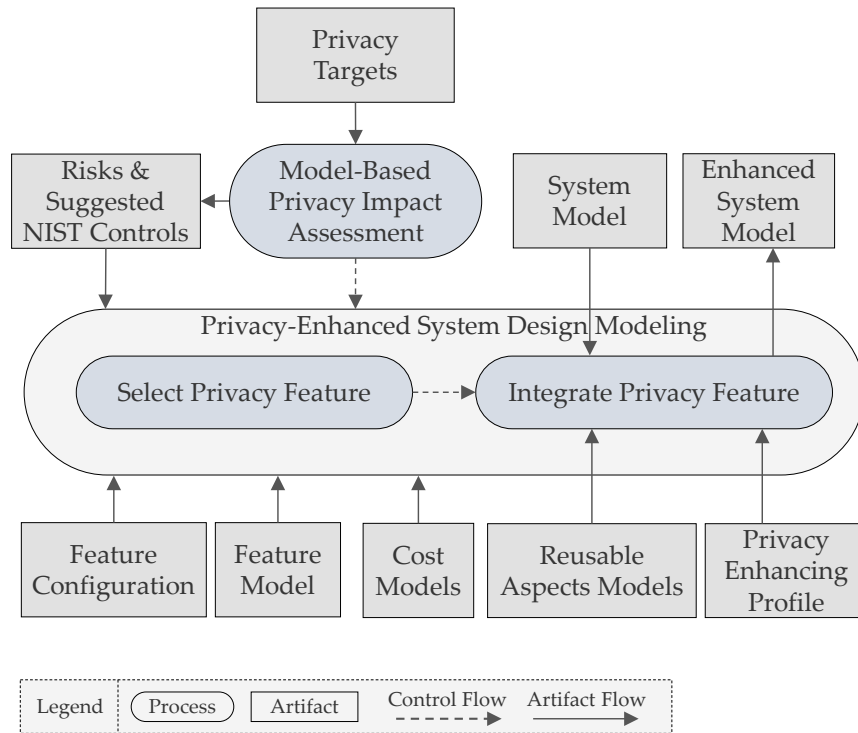 Privacy
Targets
Risks &
Suggested
NIST Controls
Model-Based
Privacy Impact
Assessment
System
Model
Enhanced
System
Model
Privacy-Enhanced System Design Modeling
Select Privacy Feature
Integrate Privacy Feature
Feature
Configuration
Feature
Model
Cost
Models
Reusable
Aspects Models
Privacy
Enhancing
Profile
Legend
Process
Artifact
Control Flow
Artifact Flow